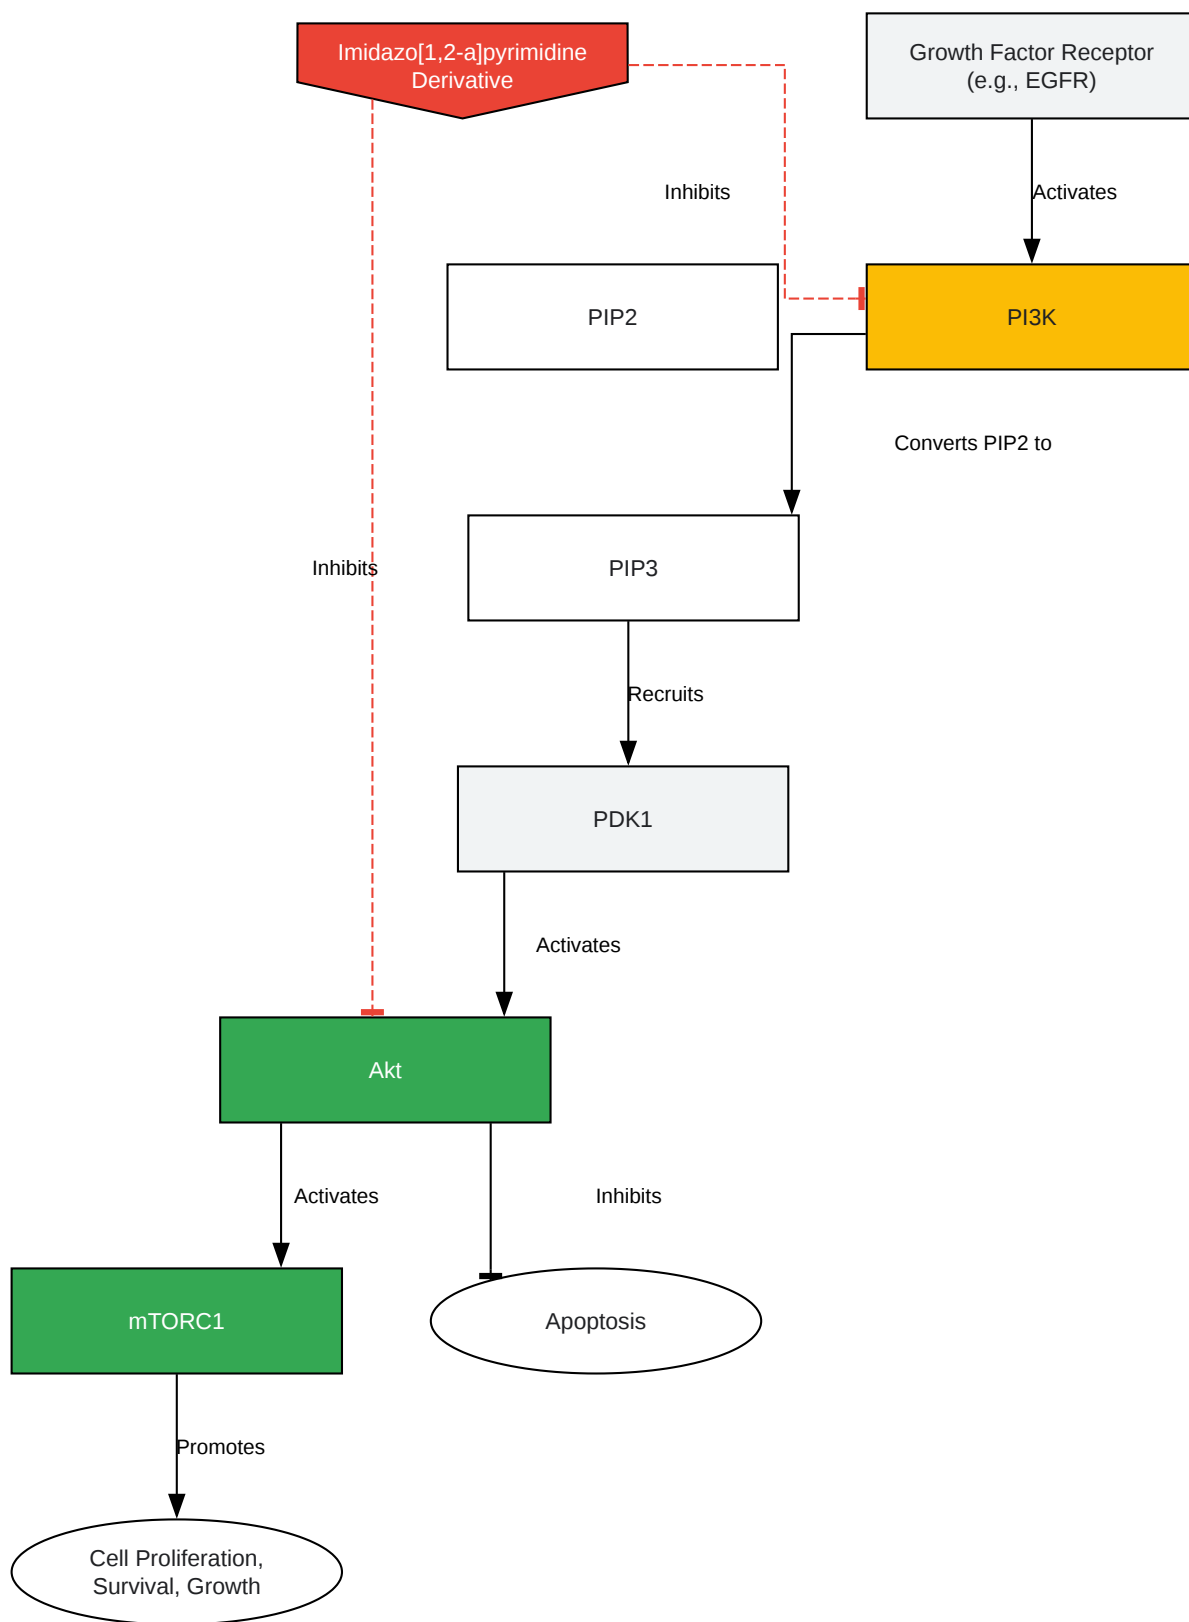 Imidazo[1,2-a]pyrimidine
Derivative
Growth Factor Receptor
(e.g., EGFR)
Inhibits
Activates
PIP2
PI3K
Converts PIP2 to
Inhibits
PIP3
Recruits
PDK1
Activates
Akt
Activates
Inhibits
mTORC1
Apoptosis
Promotes
Cell Proliferation,
Survival, Growth